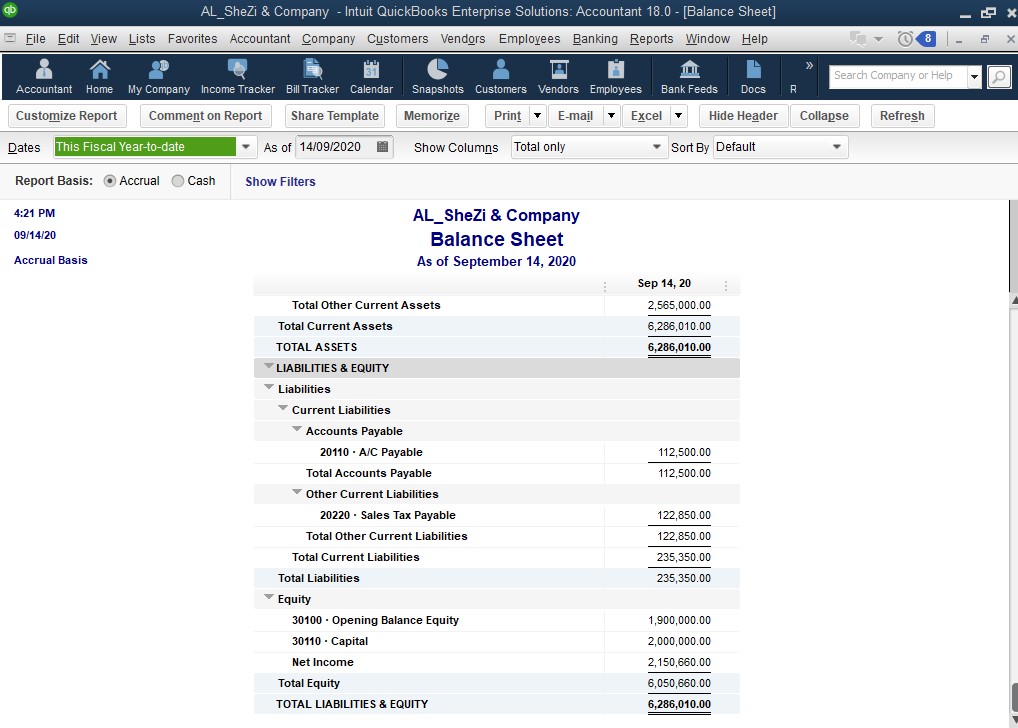 qb AL_SheZi & Company - Intuit QuickBooks Enterprise Solutions: Accountant 18.0 - [Balance Sheet]
File Edit View Lists Favorites Accountant Company Customers Vendors Employees Banking Reports Window Help 8
31
Accountant Home My Company Income Tracker Bill Tracker Calendar Snapshots Customers Vendors Employees Bank Feeds Docs R » Search Company or Help
Customize Report Comment on Report Share Template Memorize Print E-mail Excel Hide Header Collapse Refresh
Dates This Fiscal Year-to-date As of 14/09/2020 Show Columns Total only Sort By Default
Report Basis: Accrual Cash Show Filters
4:21 PM AL_SheZi & Company
09/14/20 Balance Sheet
Accrual Basis As of September 14, 2020
Sep 14, 20
Total Other Current Assets 2,565,000.00
Total Current Assets 6,286,010.00
TOTAL ASSETS 6,286,010.00
LIABILITIES & EQUITY
Liabilities
Current Liabilities
Accounts Payable
20110 · A/C Payable 112,500.00
Total Accounts Payable 112,500.00
Other Current Liabilities
20220 · Sales Tax Payable 122,850.00
Total Other Current Liabilities 122,850.00
Total Current Liabilities 235,350.00
Total Liabilities 235,350.00
Equity
30100 · Opening Balance Equity 1,900,000.00
30110 · Capital 2,000,000.00
Net Income 2,150,660.00
Total Equity 6,050,660.00
TOTAL LIABILITIES & EQUITY 6,286,010.00